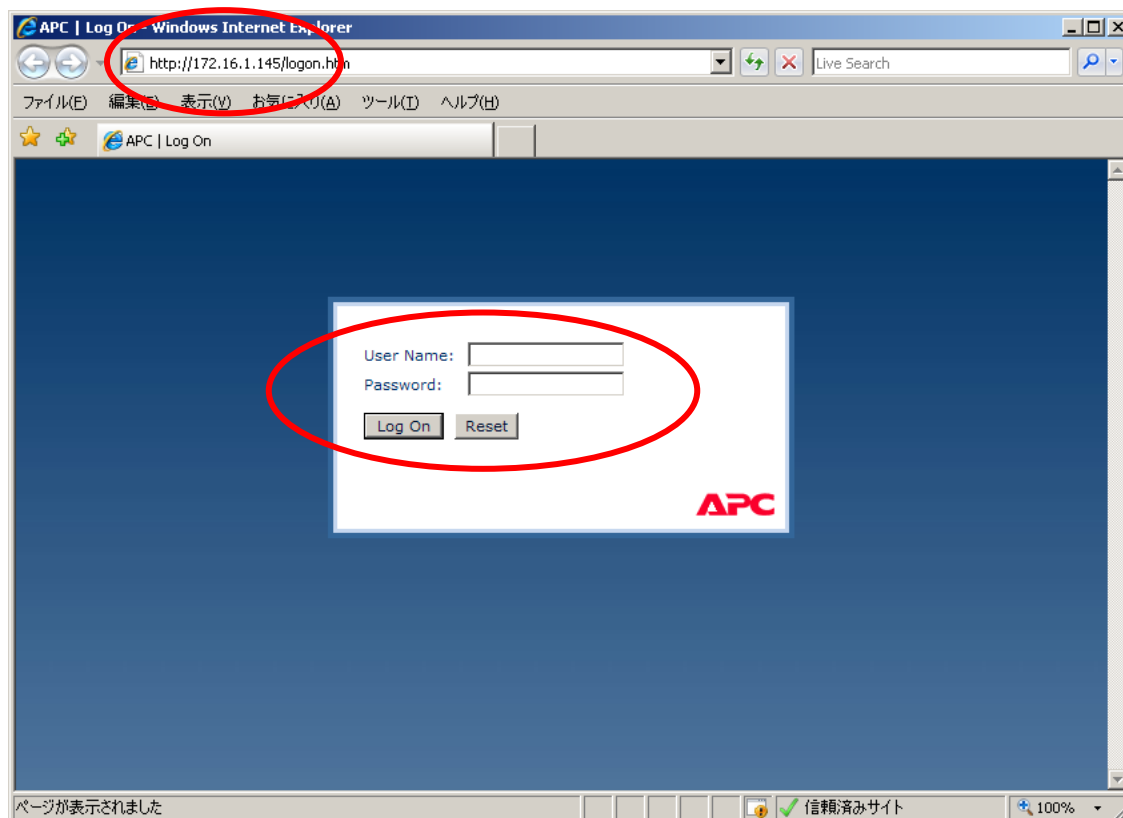 APC | Log On - Windows Internet Explorer
http://172.16.1.145/logon.htm
Live Search
ファイル(F) 編集(E) 表示(V) お気に入り(A) ツール(T) ヘルプ(H)
APC | Log On
User Name:
Password:
Log On Reset
APC
ページが表示されました
信頼済みサイト
100%